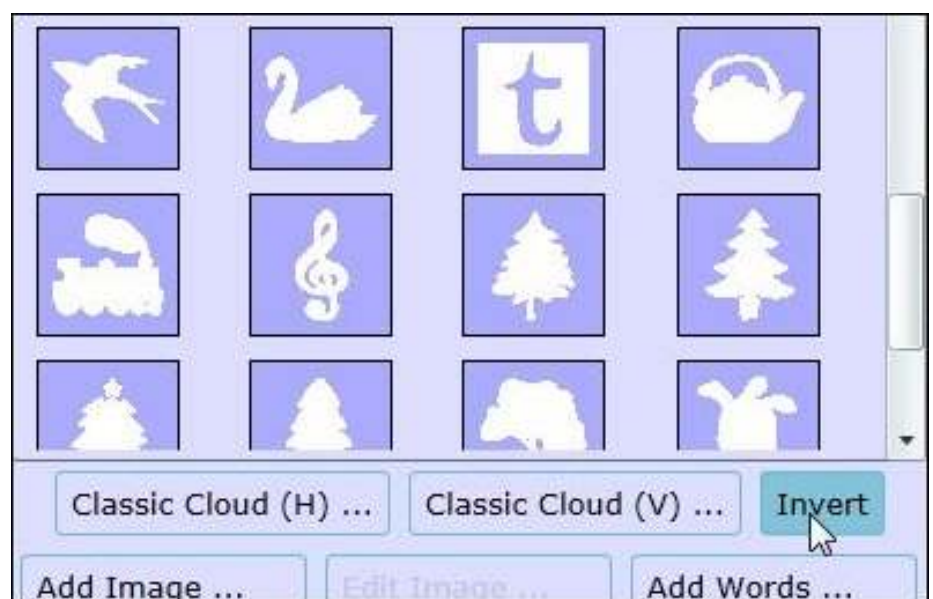 t
Classic Cloud (H) ... Classic Cloud (V) ... Invert
Add Image ... Edit Image ... Add Words ...